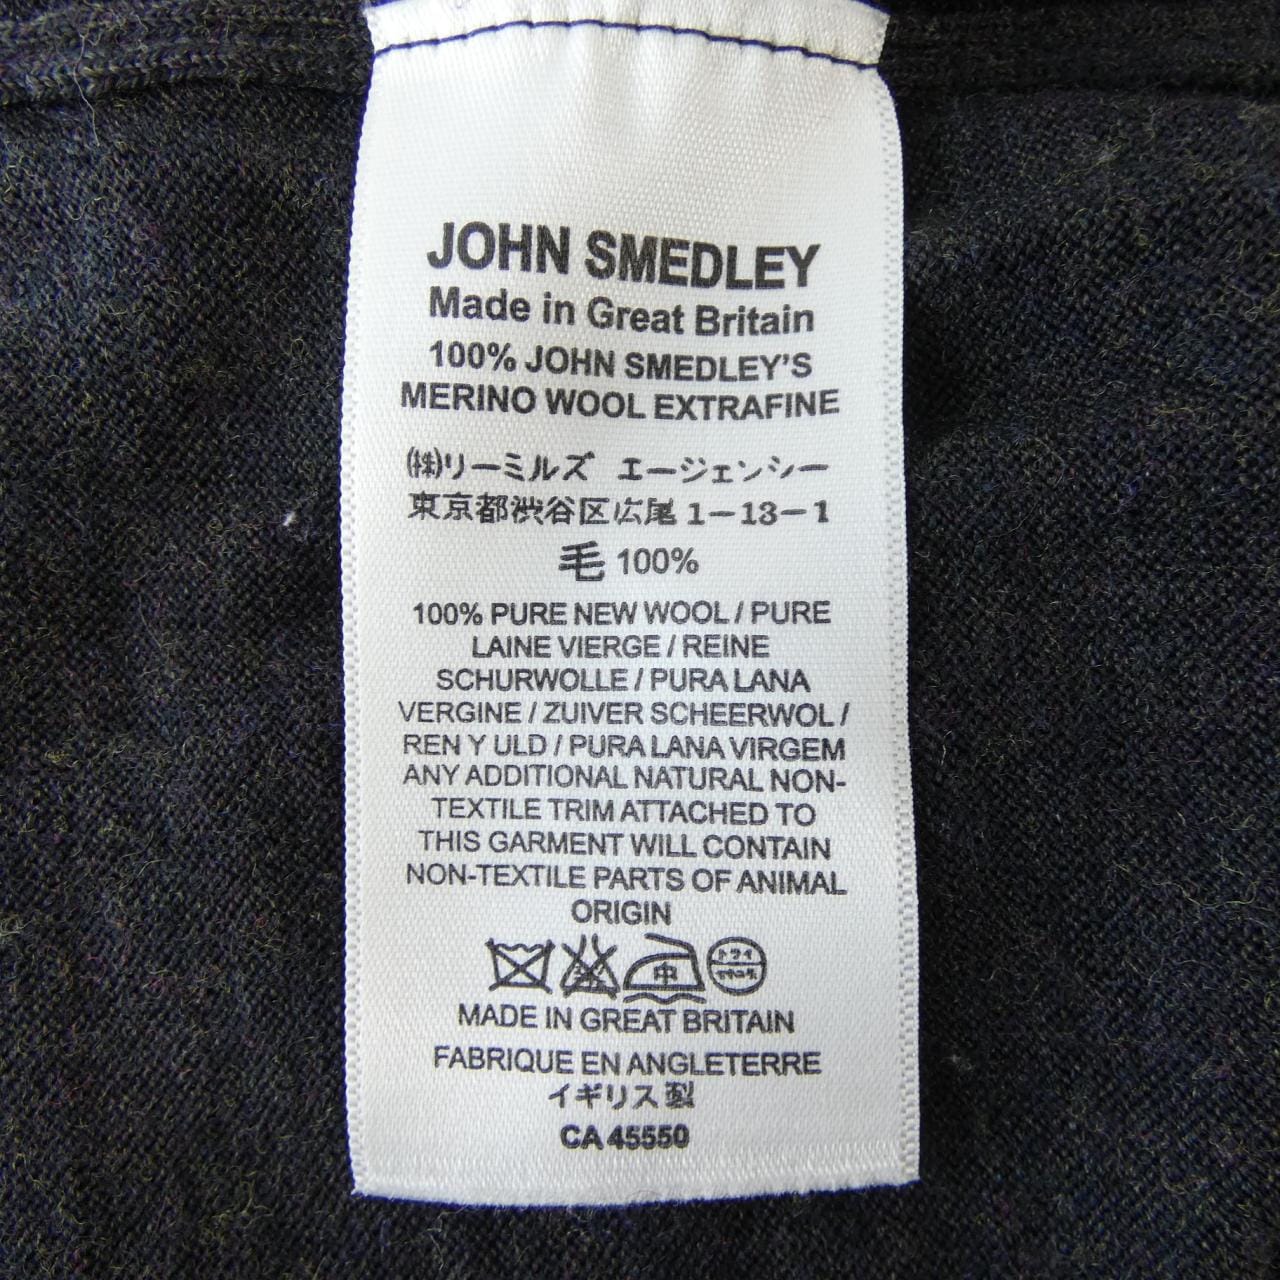 JOHN SMEDLEY
Made in Great Britain
100% JOHN SMEDLEY'S
MERINO WOOL EXTRAFINE
㈱リーミルズ エージェンシー
東京都渋谷区広尾1-13-1
毛 100%
100% PURE NEW WOOL / PURE
LAINE VIERGE / REINE
SCHURWOLLE / PURA LANA
VERGINE / ZUIVER SCHEERWOL /
REN Y ULD / PURA LANA VIRGEM
ANY ADDITIONAL NATURAL NON-
TEXTILE TRIM ATTACHED TO
THIS GARMENT WILL CONTAIN
NON-TEXTILE PARTS OF ANIMAL
ORIGIN
中 ドライ
MADE IN GREAT BRITAIN
FABRIQUE EN ANGLETERRE
イギリス製
CA 45550